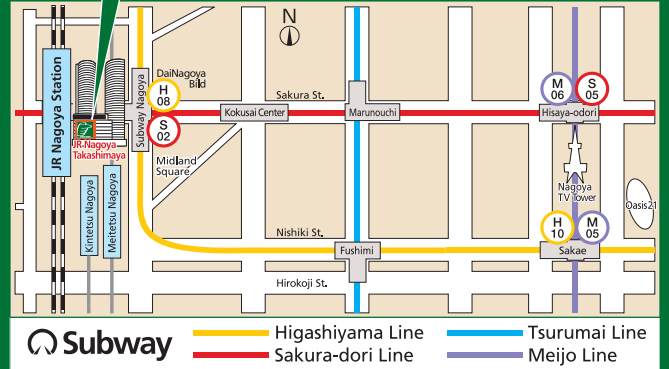 N
DaiNagoya
Bild
H
08
S
02
M
06
S
05
Sakura St.
JR Nagoya Station
Subway Nagoya
Kokusai Center
Marunouchi
Hisaya-odori
JR Nagoya
Takashimaya
Midland
Square
Kintetsu Nagoya
Meitetsu Nagoya
Nagoya
TV Tower
Oasis21
Nishiki St.
H
10
M
05
Fushimi
Sakae
Hirokoji St.
Subway
Higashiyama Line
Tsurumai Line
Sakura-dori Line
Meijo Line